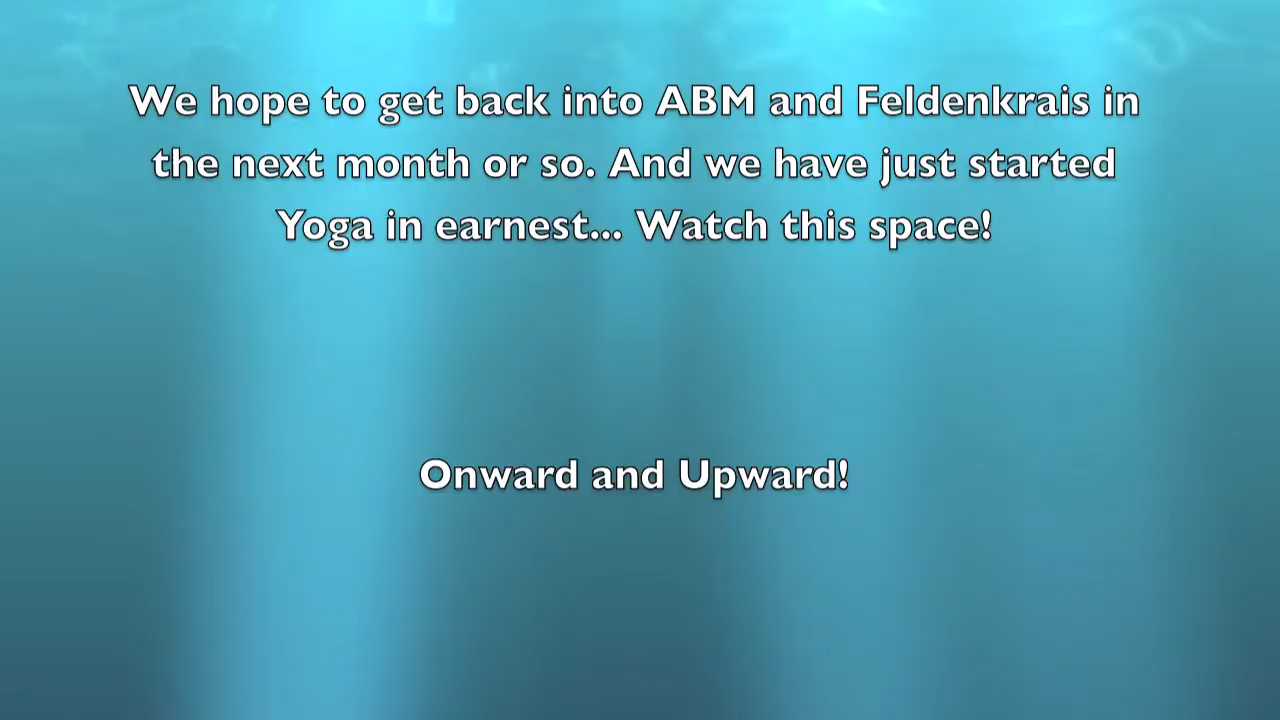 We hope to get back into ABM and Feldenkrais in
the next month or so. And we have just started
Yoga in earnest... Watch this space!
Onward and Upward!